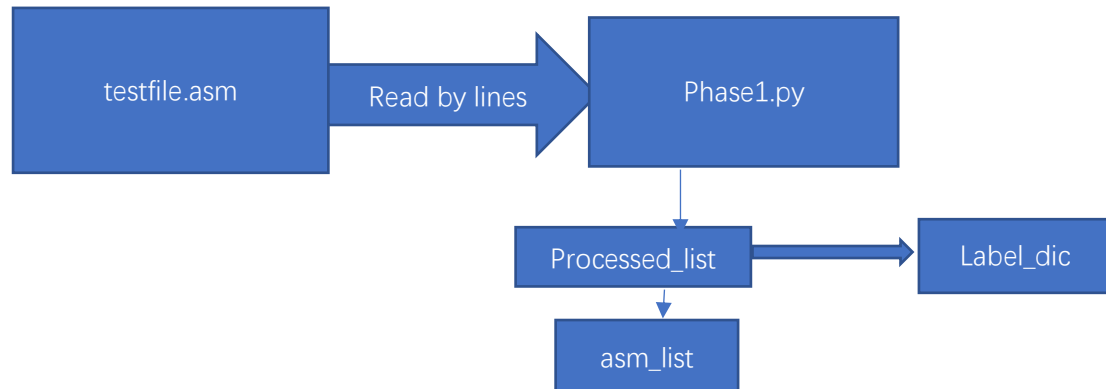 testfile.asm
Read by lines
Phase1.py
Processed_list
Label_dic
asm_list